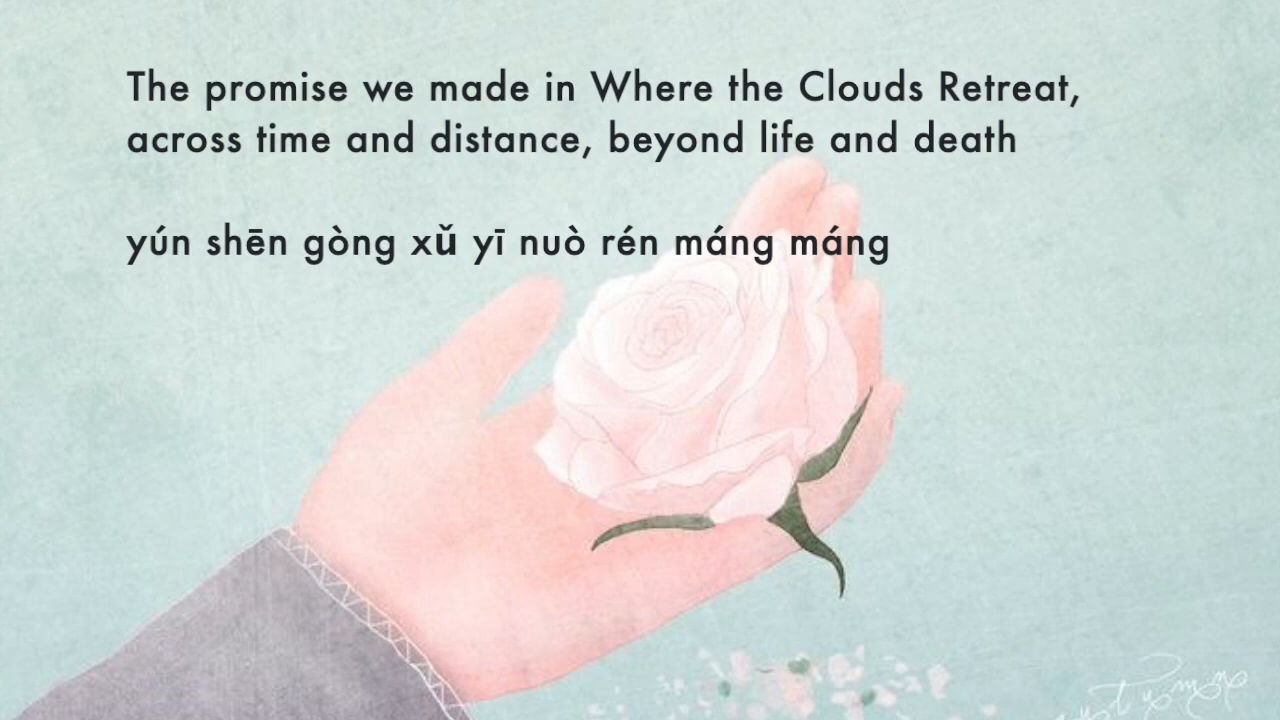 The promise we made in Where the Clouds Retreat,
across time and distance, beyond life and death
yún shēn gòng xǔ yī nuò rén máng máng